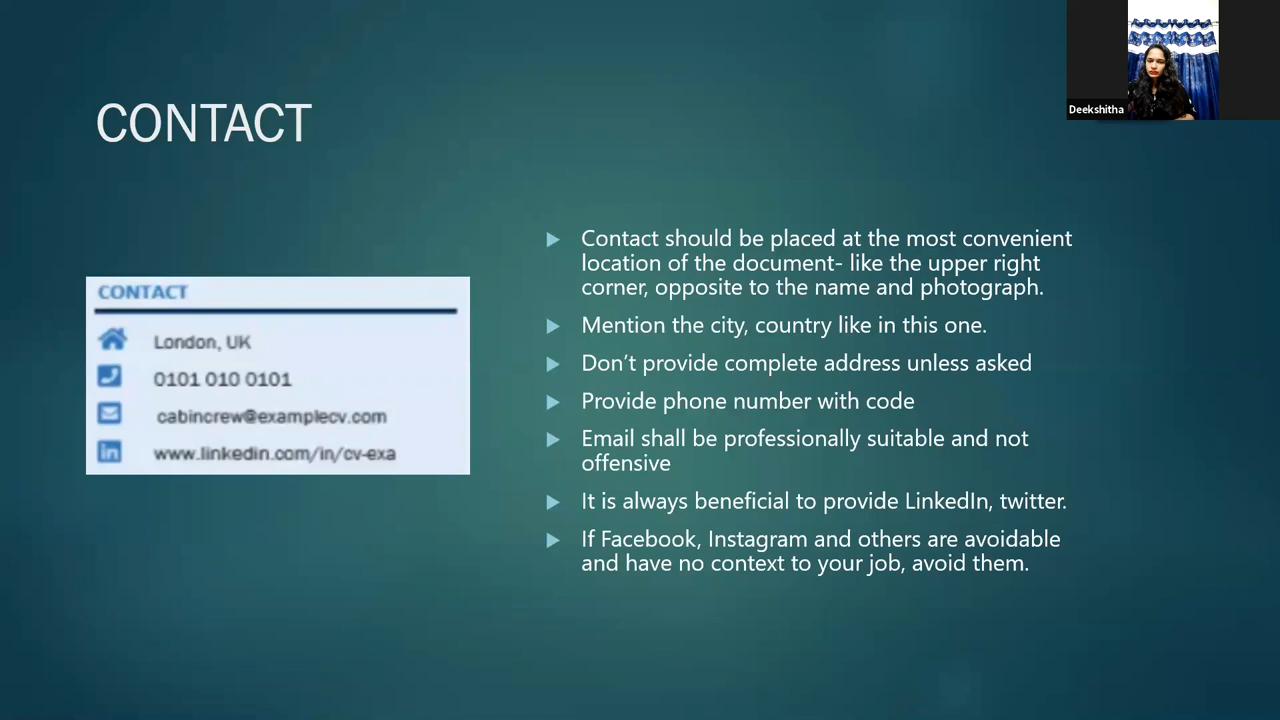 Deekshitha
CONTACT
CONTACT
London, UK
0101 010 0101
cabincrew@examplecv.com
www.linkedin.com/in/cv-exa
Contact should be placed at the most convenient
location of the document- like the upper right
corner, opposite to the name and photograph.
Mention the city, country like in this one.
Don’t provide complete address unless asked
Provide phone number with code
Email shall be professionally suitable and not
offensive
It is always beneficial to provide LinkedIn, twitter.
If Facebook, Instagram and others are avoidable
and have no context to your job, avoid them.